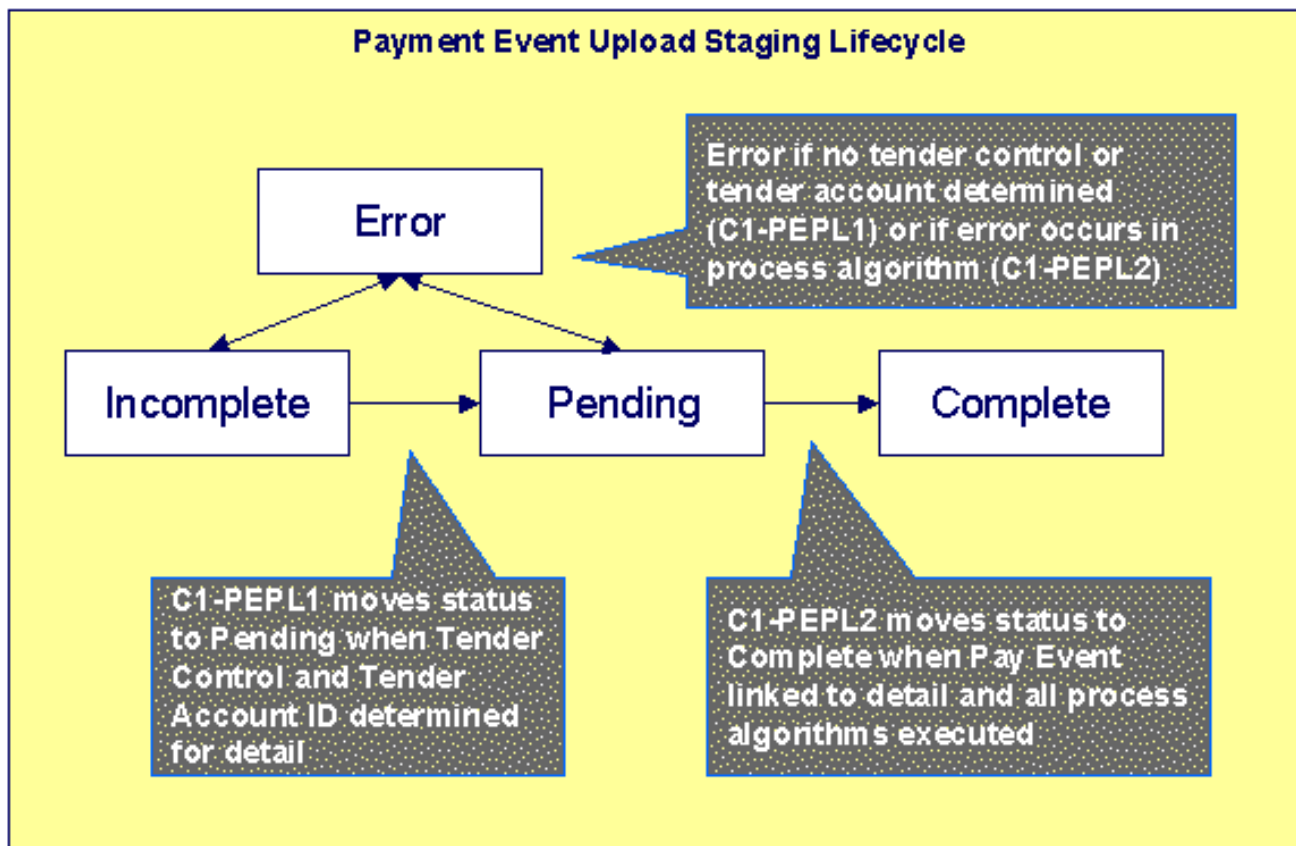 Payment Event Upload Staging Lifecycle
Error if no tender control or
tender account determined
(C1-PEPL1) or if error occurs in
process algorithm (C1-PEPL2)
Error
Incomplete
Pending
Complete
C1-PEPL1 moves status
to Pending when Tender
Control and Tender
Account ID determined
for detail
C1-PEPL2 moves status to
Complete when Pay Event
linked to detail and all process
algorithms executed